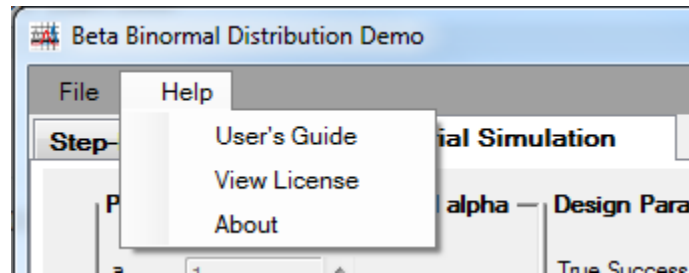 Beta Binormal Distribution Demo
File Help
Step- ial Simulation
User's Guide
View License
About
P alpha Design Para
a 1 True Success